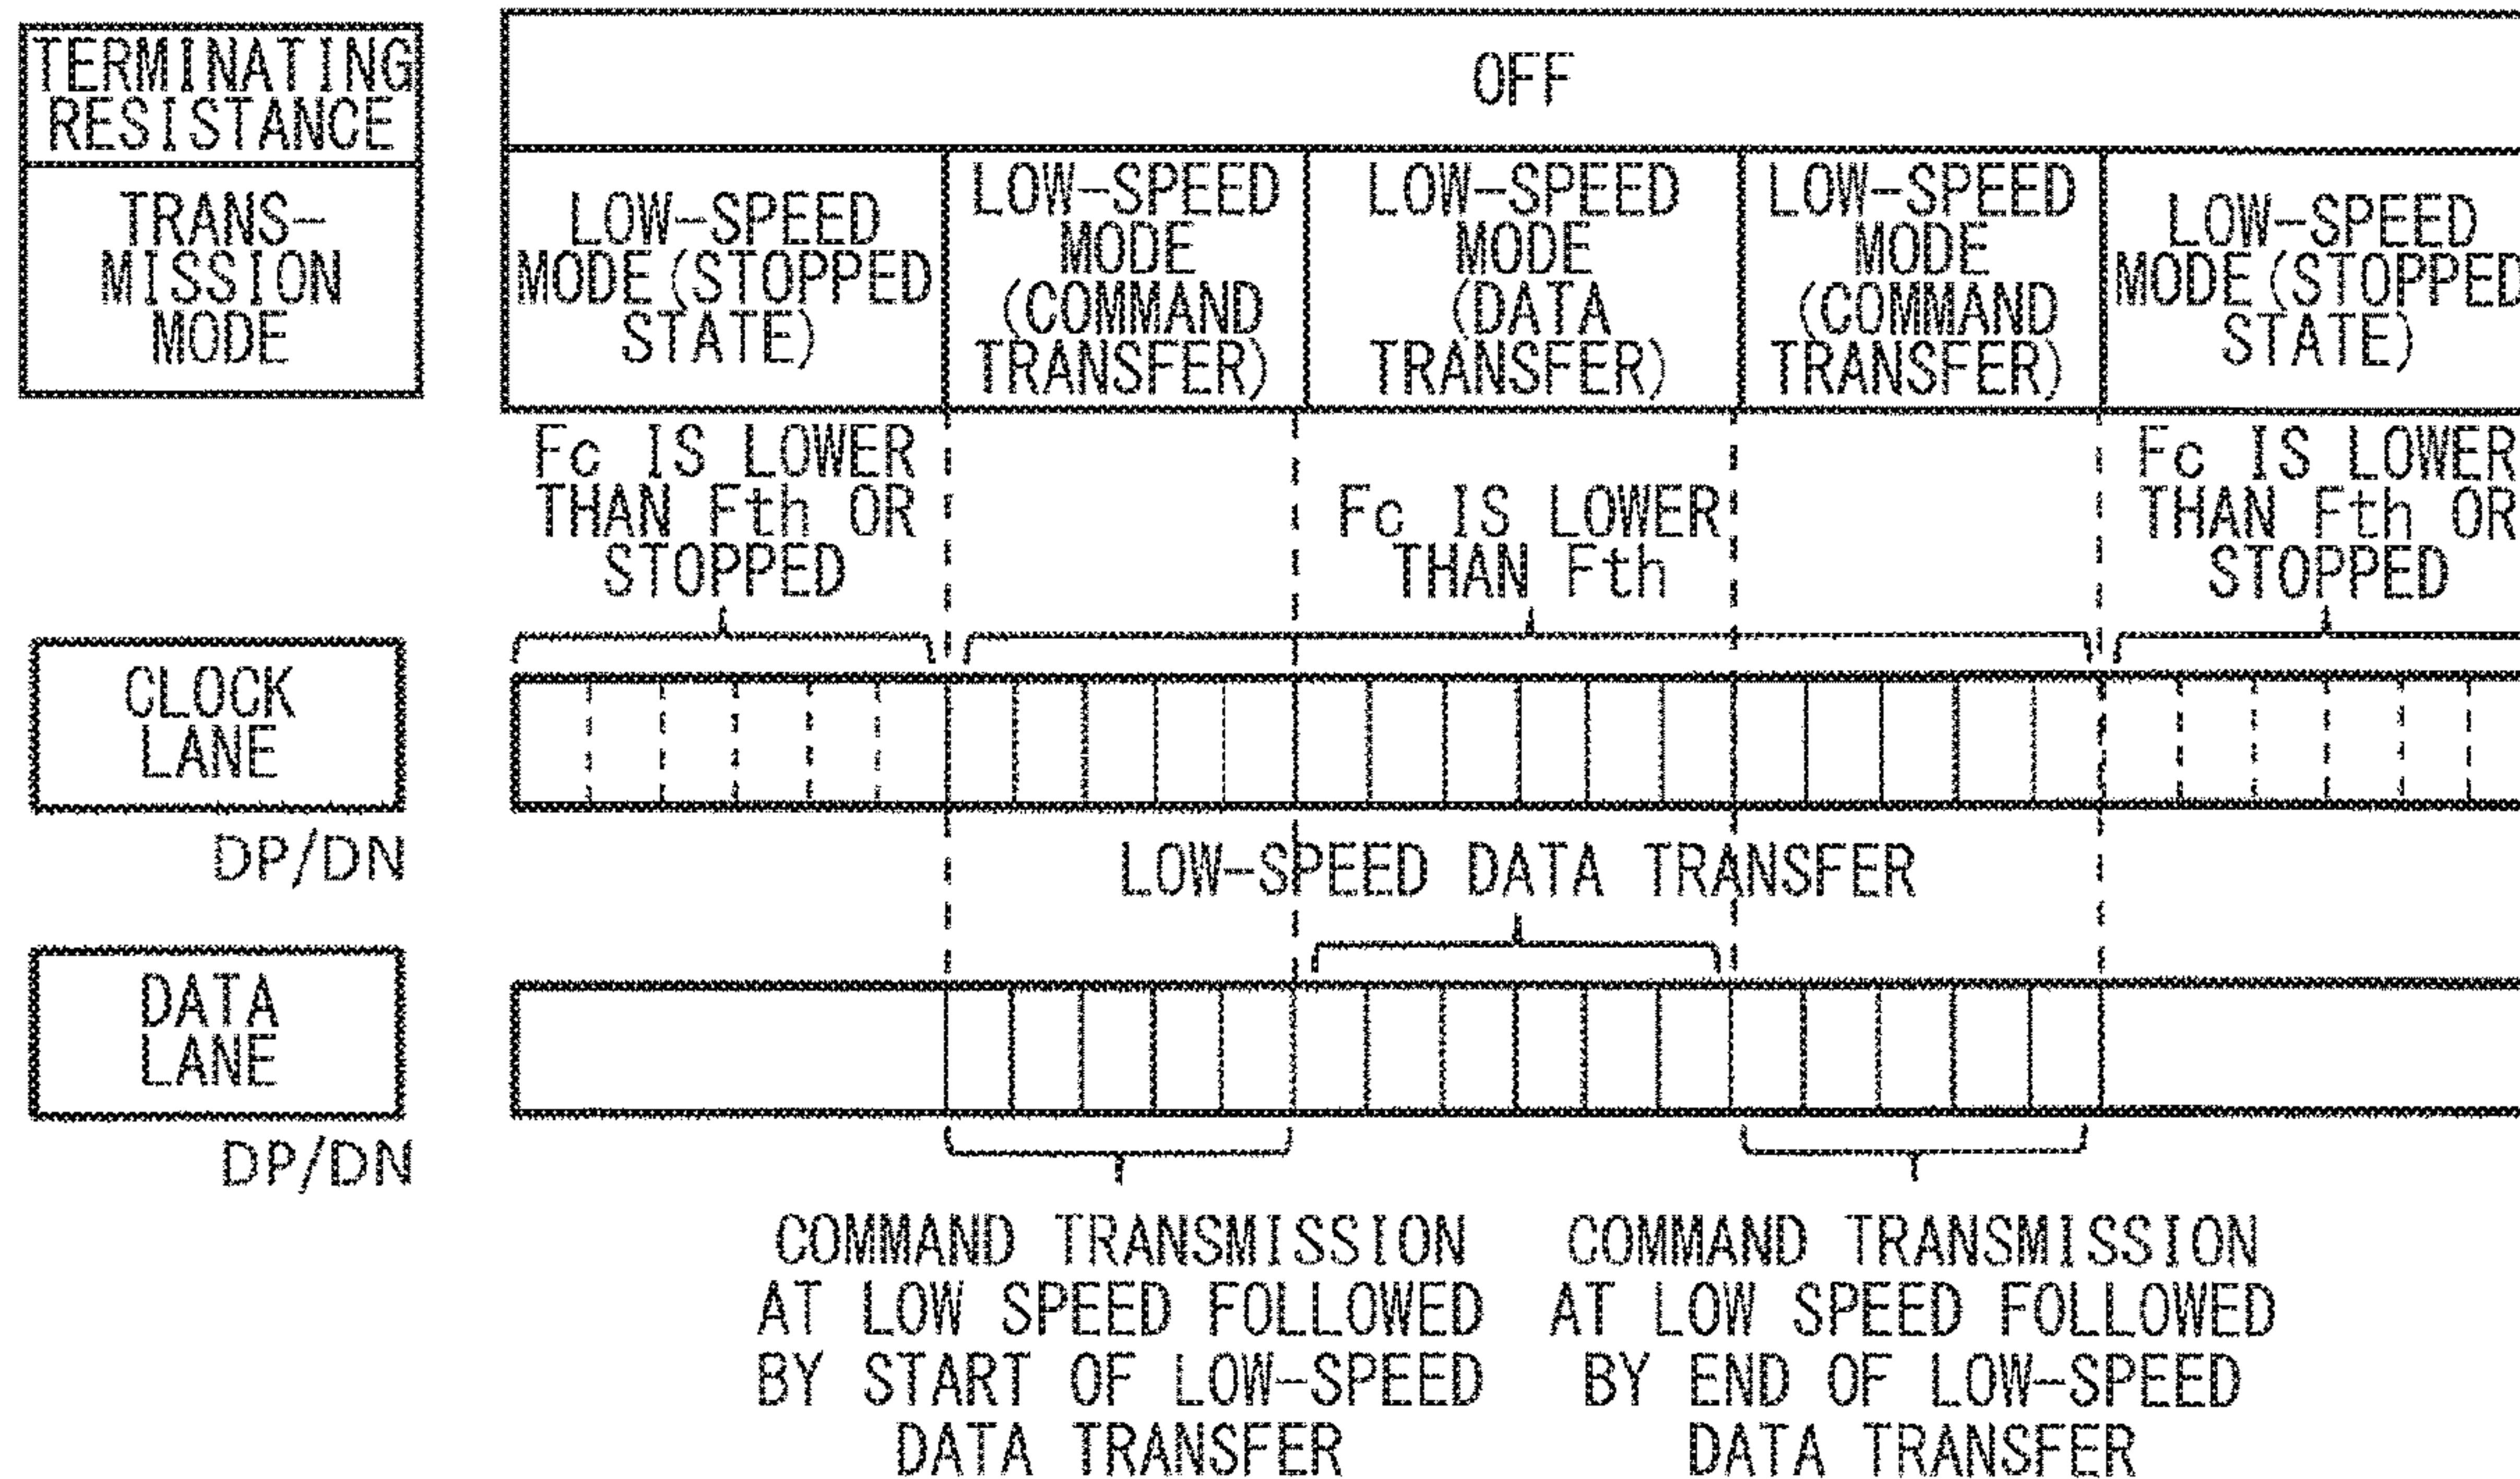 TERMINATING
RESISTANCE
OFF
TRANS-
MISSION
MODE
LOW-SPEED
MODE(STOPPED
STATE)
LOW-SPEED
MODE
(COMMAND
TRANSFER)
LOW-SPEED
MODE
(DATA
TRANSFER)
LOW-SPEED
MODE
(COMMAND
TRANSFER)
LOW-SPEED
MODE(STOPPED
STATE)
Fc IS LOWER
THAN Fth OR
STOPPED
Fc IS LOWER
THAN Fth
Fc IS LOWER
THAN Fth OR
STOPPED
CLOCK
LANE
DP/DN
LOW-SPEED DATA TRANSFER
DATA
LANE
DP/DN
COMMAND TRANSMISSION
AT LOW SPEED FOLLOWED
BY START OF LOW-SPEED
DATA TRANSFER
COMMAND TRANSMISSION
AT LOW SPEED FOLLOWED
BY END OF LOW-SPEED
DATA TRANSFER